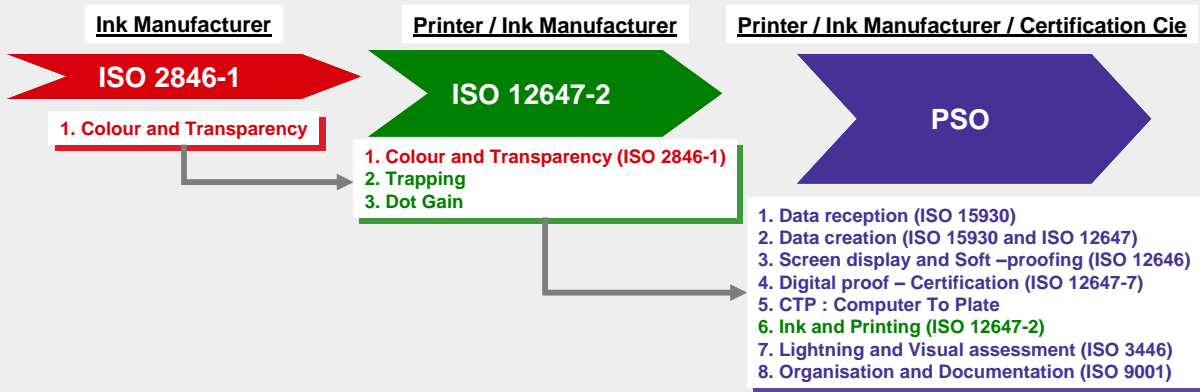 Ink Manufacturer
Printer / Ink Manufacturer
Printer / Ink Manufacturer / Certification Cie
ISO 2846-1
ISO 12647-2
PSO
1. Colour and Transparency
1. Colour and Transparency (ISO 2846-1)
2. Trapping
3. Dot Gain
1. Data reception (ISO 15930)
2. Data creation (ISO 15930 and ISO 12647)
3. Screen display and Soft –proofing (ISO 12646)
4. Digital proof – Certification (ISO 12647-7)
5. CTP : Computer To Plate
6. Ink and Printing (ISO 12647-2)
7. Lightning and Visual assessment (ISO 3446)
8. Organisation and Documentation (ISO 9001)